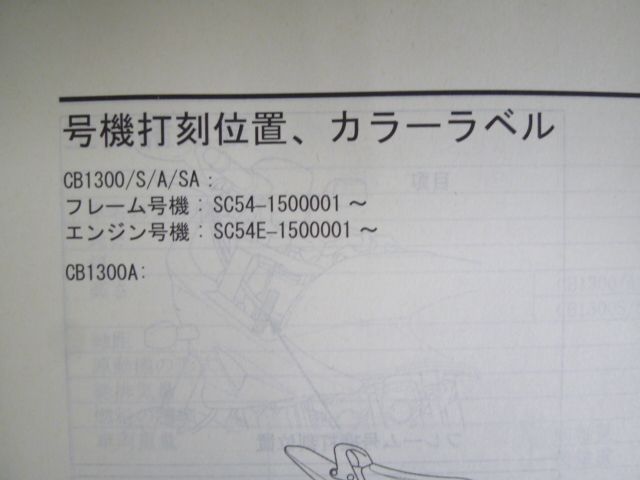 号機打刻位置、カラーラベル
CB1300/S/A/SA:
フレーム号機:SC54-1500001〜
エンジン号機:SC54E-1500001〜
CB1300A: